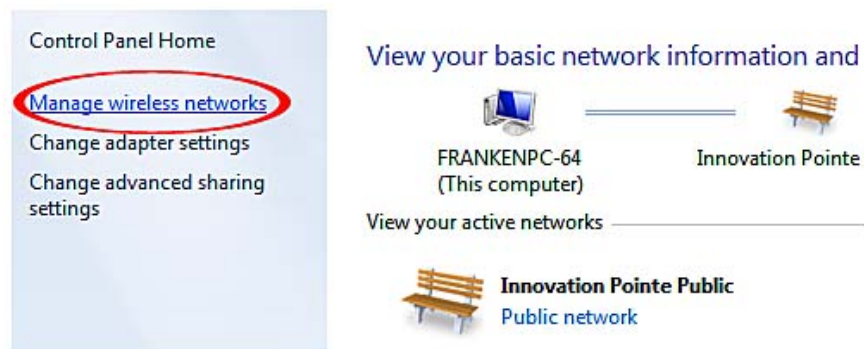 Control Panel Home
Manage wireless networks
Change adapter settings
Change advanced sharing
settings
View your basic network information and
FRANKENPC-64
(This computer)
Innovation Pointe
View your active networks
Innovation Pointe Public
Public network